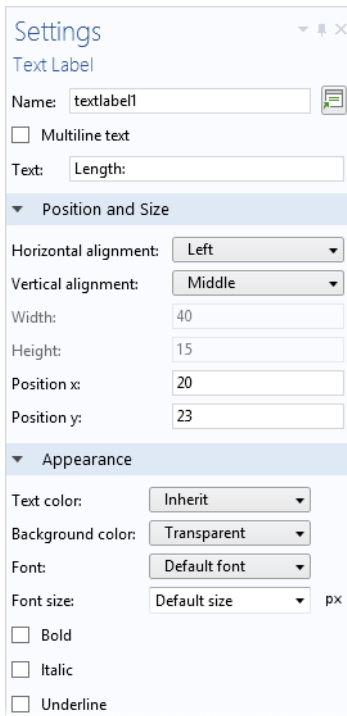 Settings
Text Label
Name: textlabel1
Multiline text
Text: Length:
Position and Size
Horizontal alignment: Left
Vertical alignment: Middle
Width: 40
Height: 15
Position x: 20
Position y: 23
Appearance
Text color: Inherit
Background color: Transparent
Font: Default font
Font size: Default size px
Bold
Italic
Underline